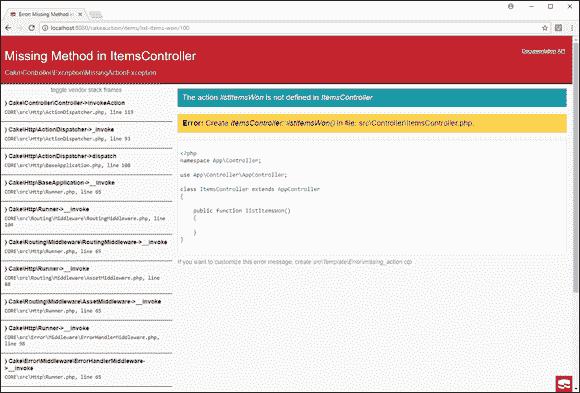 Error: Missing Method in
localhost:8080/cakeauction/items/list-items-won/100
Missing Method in ItemsController
Documentation API
Cake\Controller\Exception\MissingActionException
toggle vendor stack frames
⟩ Cake\Controller\Controller->invokeAction
CORE\src\Http\ActionDispatcher.php, line 119
⟩ Cake\Http\ActionDispatcher->_invoke
CORE\src\Http\ActionDispatcher.php, line 93
⟩ Cake\Http\ActionDispatcher->dispatch
CORE\src\Http\BaseApplication.php, line 108
⟩ Cake\Http\BaseApplication->__invoke
CORE\src\Http\Runner.php, line 65
⟩ Cake\Http\Runner->__invoke
CORE\src\Routing\Middleware\RoutingMiddleware.php, line
104
⟩ Cake\Routing\Middleware\RoutingMiddleware->__invoke
CORE\src\Http\Runner.php, line 65
⟩ Cake\Http\Runner->__invoke
CORE\src\Routing\Middleware\AssetMiddleware.php, line
88
⟩ Cake\Routing\Middleware\AssetMiddleware->__invoke
CORE\src\Http\Runner.php, line 65
⟩ Cake\Http\Runner->__invoke
CORE\src\Error\Middleware\ErrorHandlerMiddleware.php,
line 98
⟩ Cake\Error\Middleware\ErrorHandlerMiddleware-
>__invoke
CORE\src\Http\Runner.php, line 65
The action listItemsWon is not defined in ItemsController
Error: Create ItemsController::listItemsWon() in file: src\Controller\ItemsController.php.
<?php
namespace App\Controller;
use App\Controller\AppController;
class ItemsController extends AppController
{
public function listItemsWon()
{
}
}
If you want to customize this error message, create src\Template\Error\missing_action.ctp